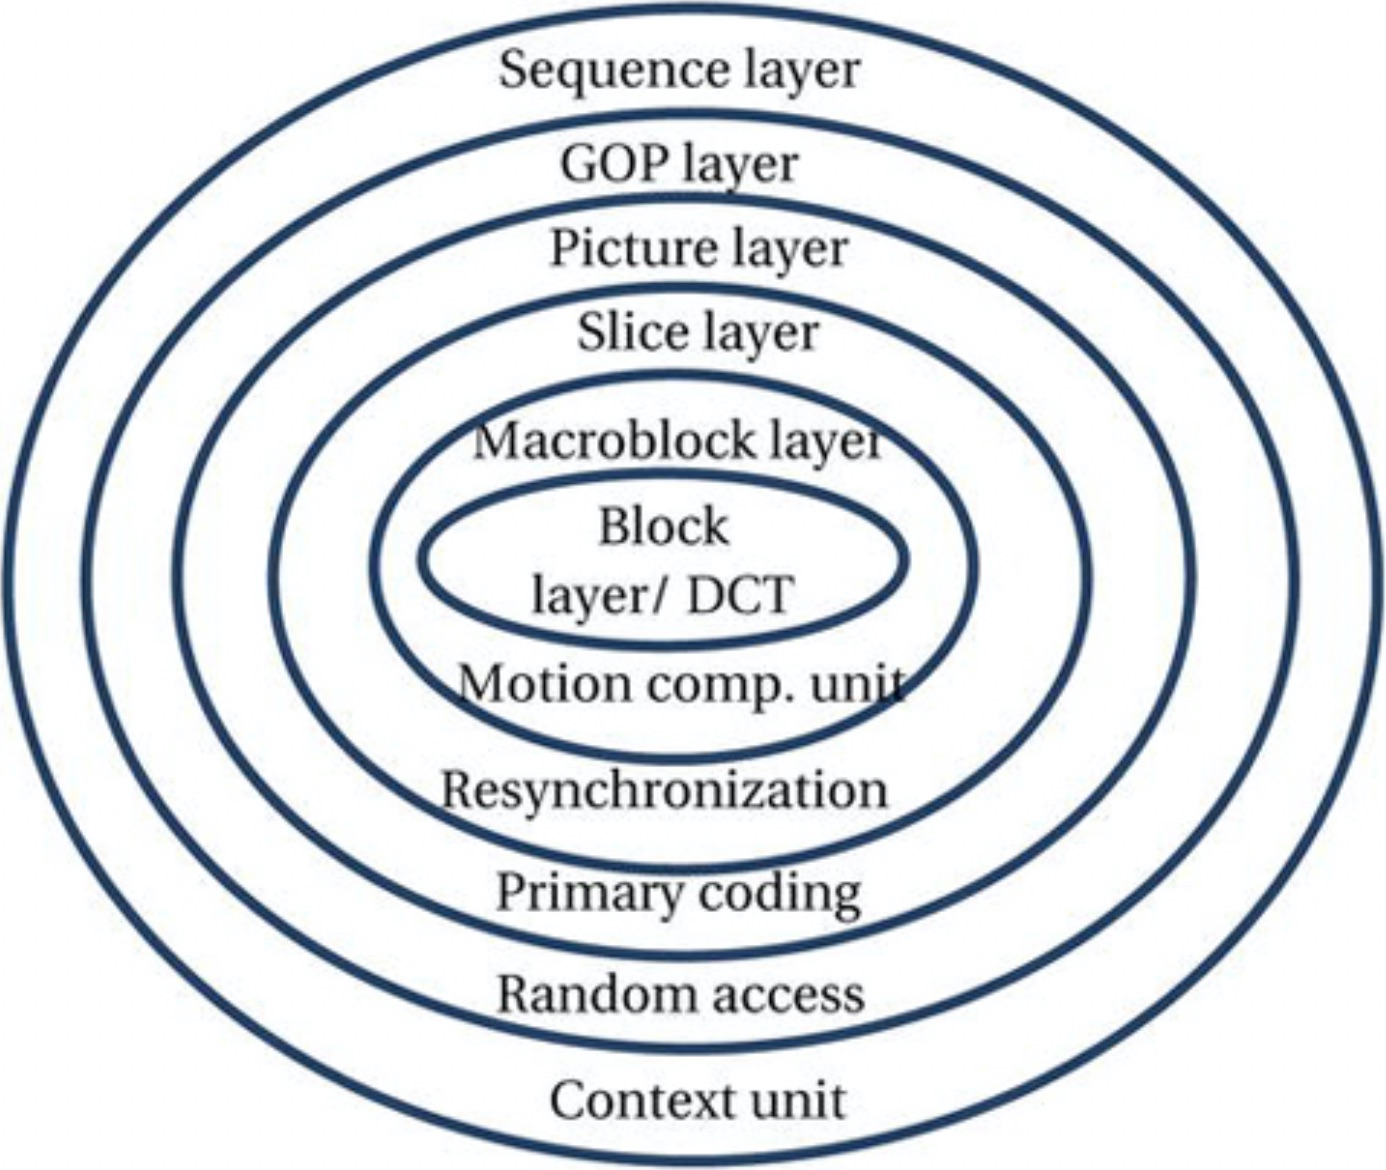 Sequence layer
GOP layer
Picture layer
Slice layer
Macroblock layer
Block
layer/ DCT
Motion comp. unit
Resynchronization
Primary coding
Random access
Context unit